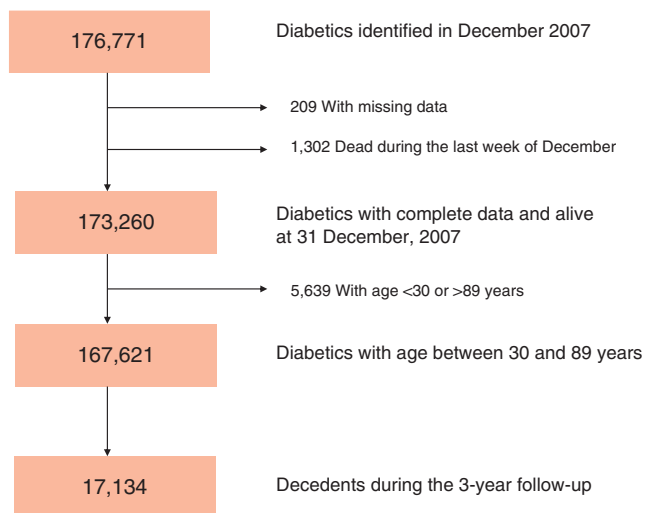 176,771
Diabetics identified in December 2007
209 With missing data
1,302 Dead during the last week of December
173,260
Diabetics with complete data and alive
at 31 December, 2007
5,639 With age <30 or >89 years
167,621
Diabetics with age between 30 and 89 years
17,134
Decedents during the 3-year follow-up